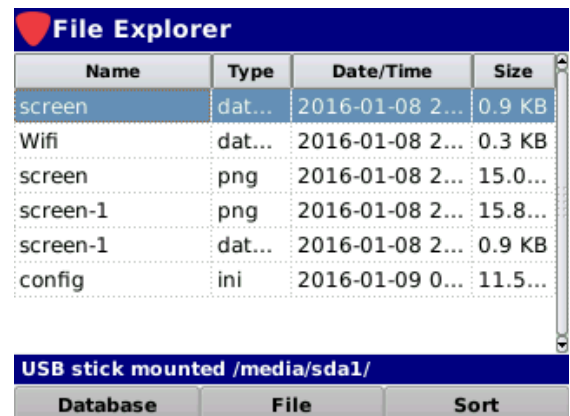 File Explorer
Name Type Date/Time Size
screen dat... 2016-01-08 2... 0.9 KB
Wifi dat... 2016-01-08 2... 0.3 KB
screen png 2016-01-08 2... 15.0...
screen-1 png 2016-01-08 2... 15.8...
screen-1 dat... 2016-01-08 2... 0.9 KB
config ini 2016-01-09 0... 11.5...
USB stick mounted /media/sda1/
Database File Sort